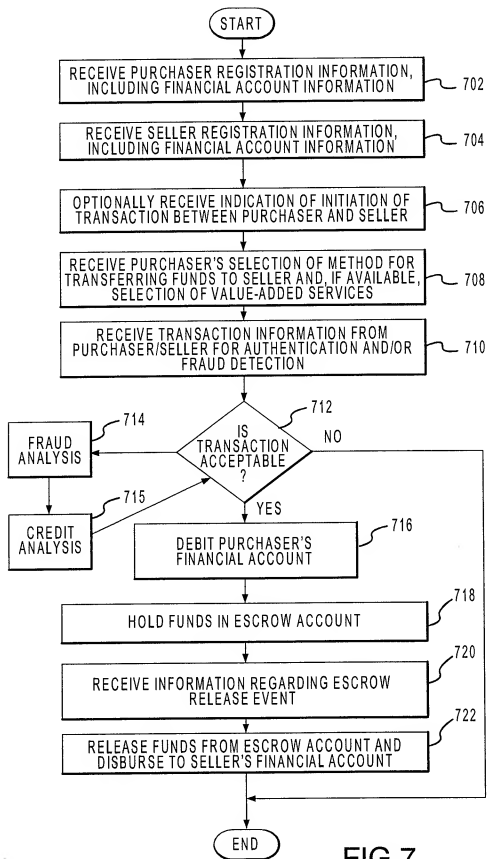 START
RECEIVE PURCHASER REGISTRATION INFORMATION,
INCLUDING FINANCIAL ACCOUNT INFORMATION
702
RECEIVE SELLER REGISTRATION INFORMATION,
INCLUDING FINANCIAL ACCOUNT INFORMATION
704
OPTIONALLY RECEIVE INDICATION OF INITIATION OF
TRANSACTION BETWEEN PURCHASER AND SELLER
706
RECEIVE PURCHASER'S SELECTION OF METHOD FOR
TRANSFERRING FUNDS TO SELLER AND, IF AVAILABLE,
SELECTION OF VALUE-ADDED SERVICES
708
RECEIVE TRANSACTION INFORMATION FROM
PURCHASER/SELLER FOR AUTHENTICATION AND/OR
FRAUD DETECTION
710
712
IS
TRANSACTION
ACCEPTABLE
?
NO
714
FRAUD
ANALYSIS
715
CREDIT
ANALYSIS
YES
716
DEBIT PURCHASER'S
FINANCIAL ACCOUNT
718
HOLD FUNDS IN ESCROW ACCOUNT
720
RECEIVE INFORMATION REGARDING ESCROW
RELEASE EVENT
722
RELEASE FUNDS FROM ESCROW ACCOUNT AND
DISBURSE TO SELLER'S FINANCIAL ACCOUNT
END
FIG 7